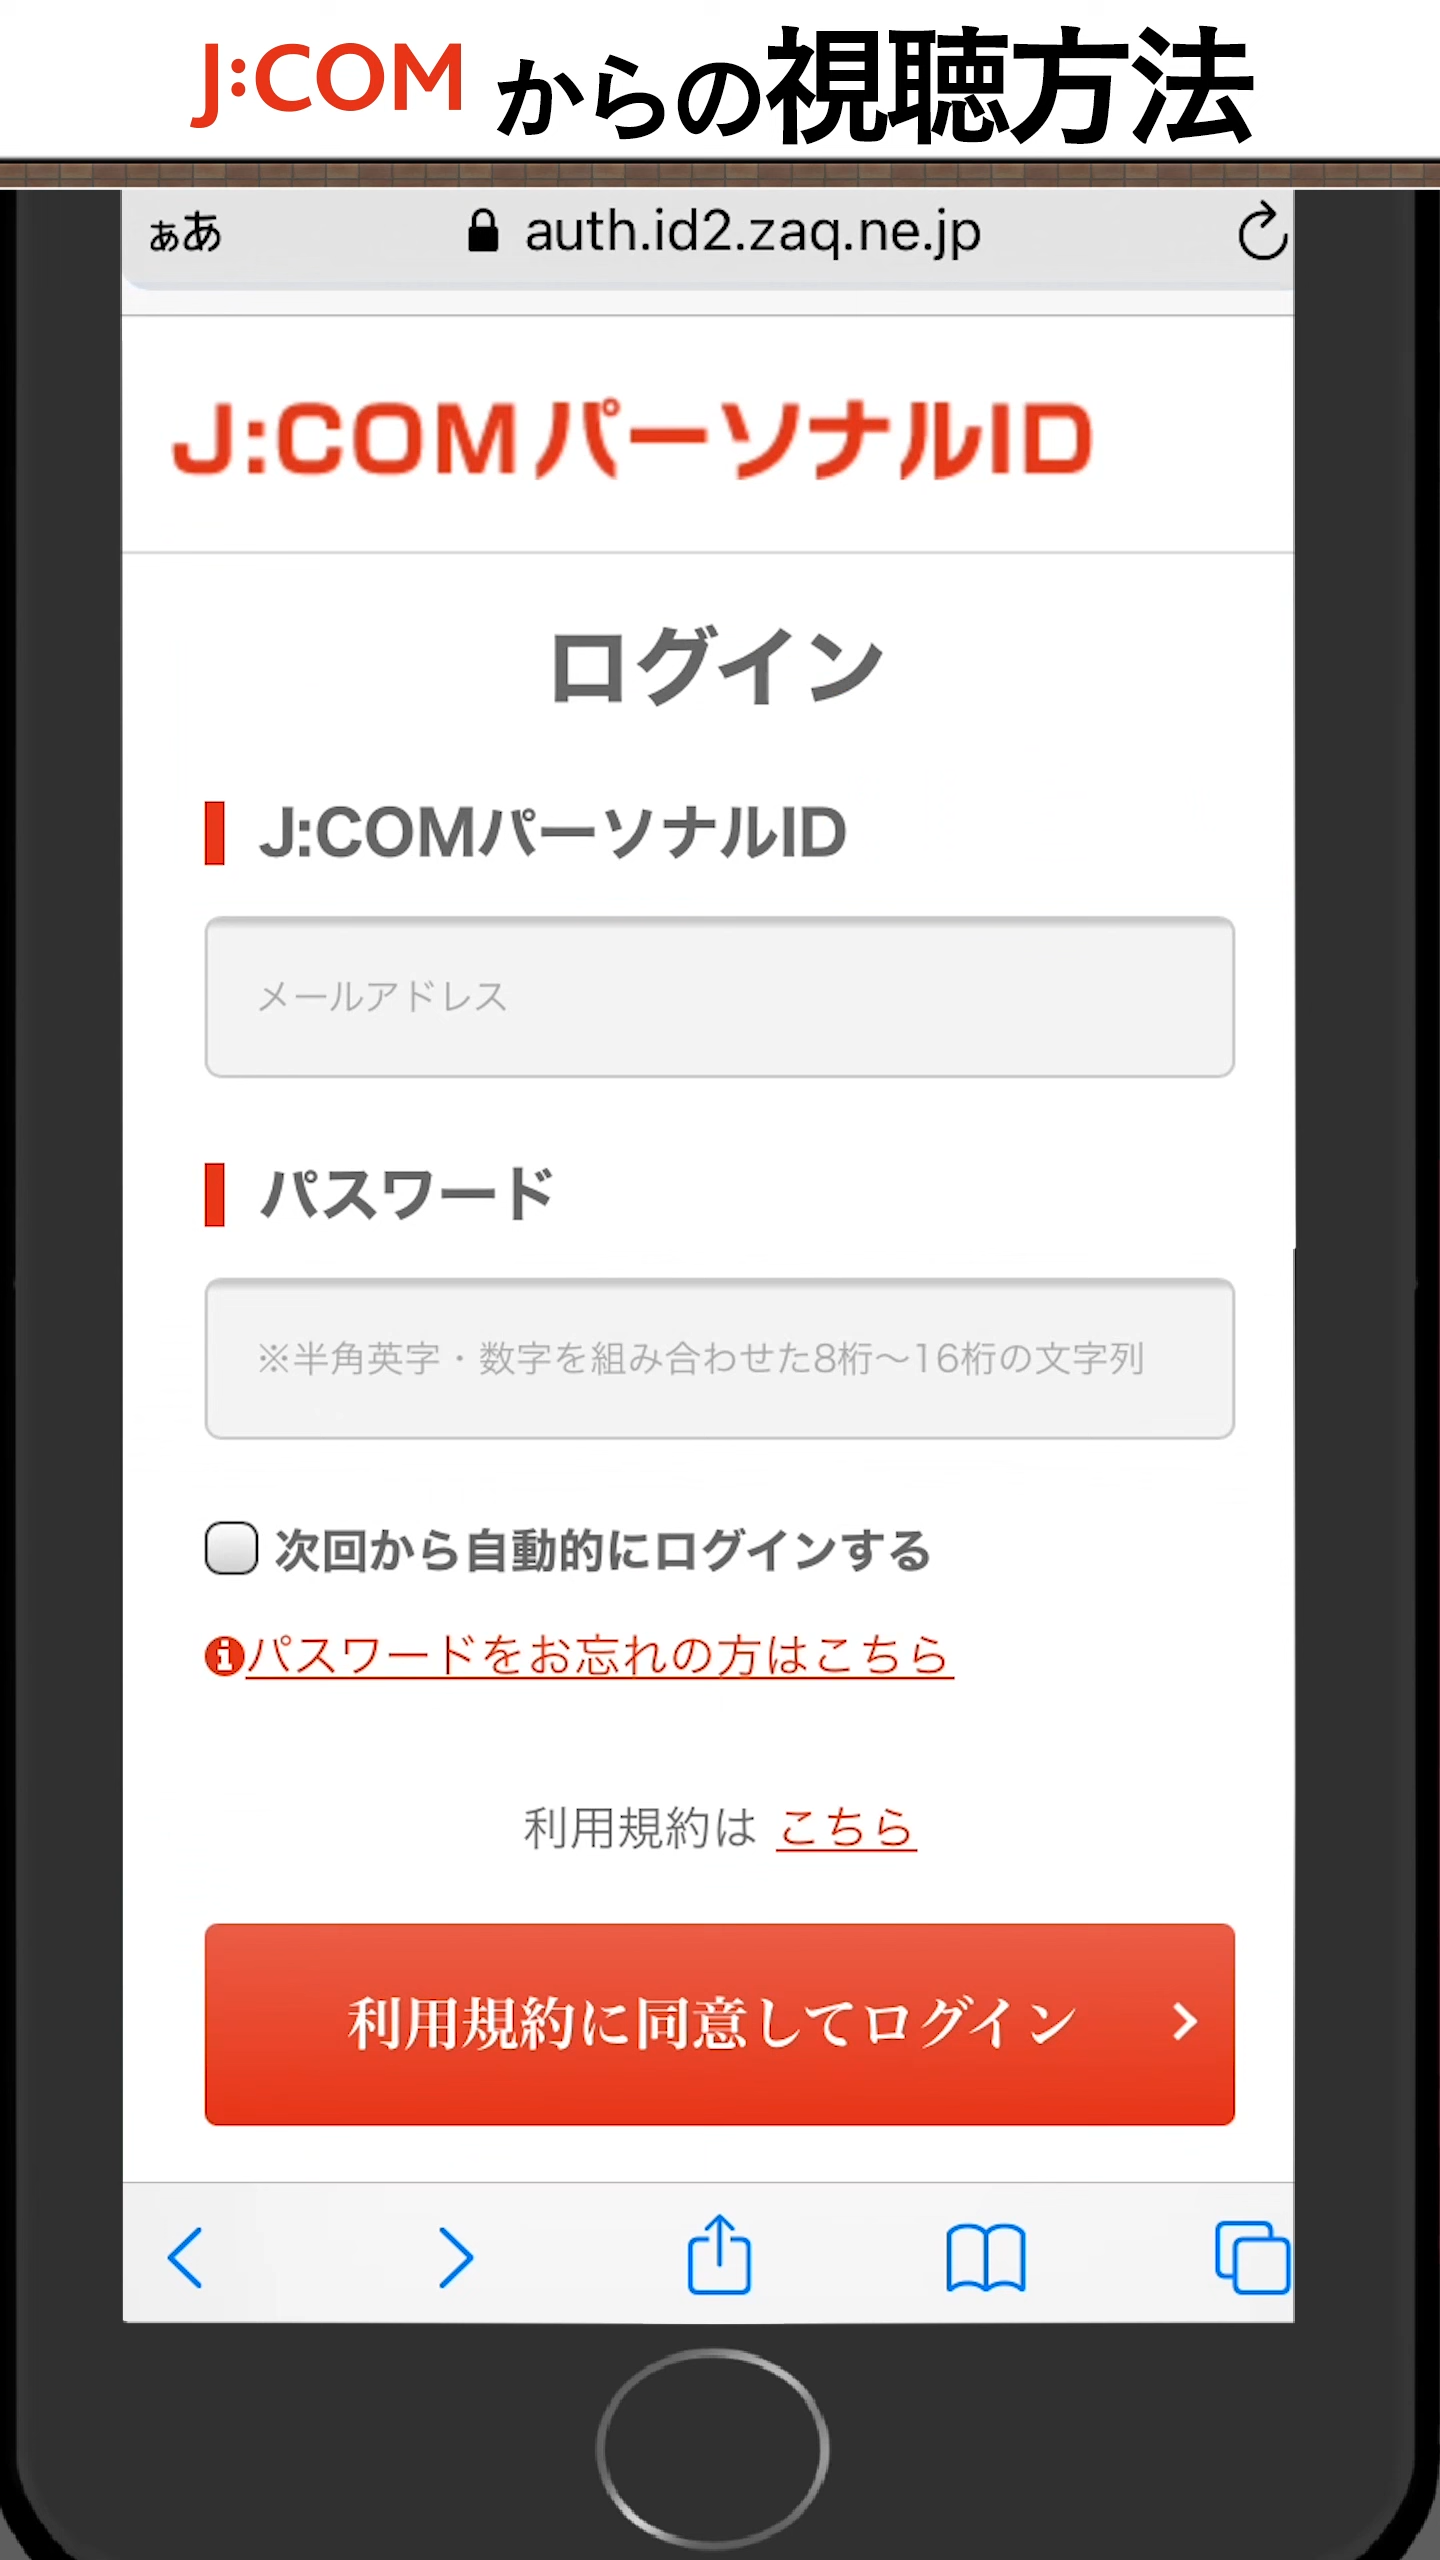 J:COM からの視聴方法
ぁあ auth.id2.zaq.ne.jp
J:COMパーソナルID
ログイン
J:COMパーソナルID
メールアドレス
パスワード
※半角英字・数字を組み合わせた8桁〜16桁の文字列
次回から自動的にログインする
パスワードをお忘れの方はこちら
利用規約は こちら
利用規約に同意してログイン